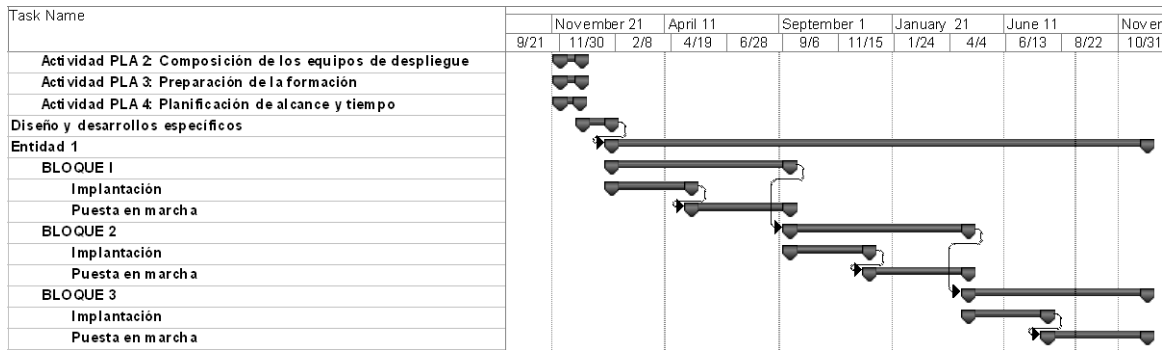 Task Name
November 21 April 11 September 1 January 21 June 11 Nover
9/21 11/30 2/8 4/19 6/28 9/6 11/15 1/24 4/4 6/13 8/22 10/31
Actividad PLA 2: Composición de los equipos de despliegue
Actividad PLA 3: Preparación de la formación
Actividad PLA 4: Planificación de alcance y tiempo
Diseño y desarrollos específicos
Entidad 1
BLOQUE I
Implantación
Puesta en marcha
BLOQUE 2
Implantación
Puesta en marcha
BLOQUE 3
Implantación
Puesta en marcha